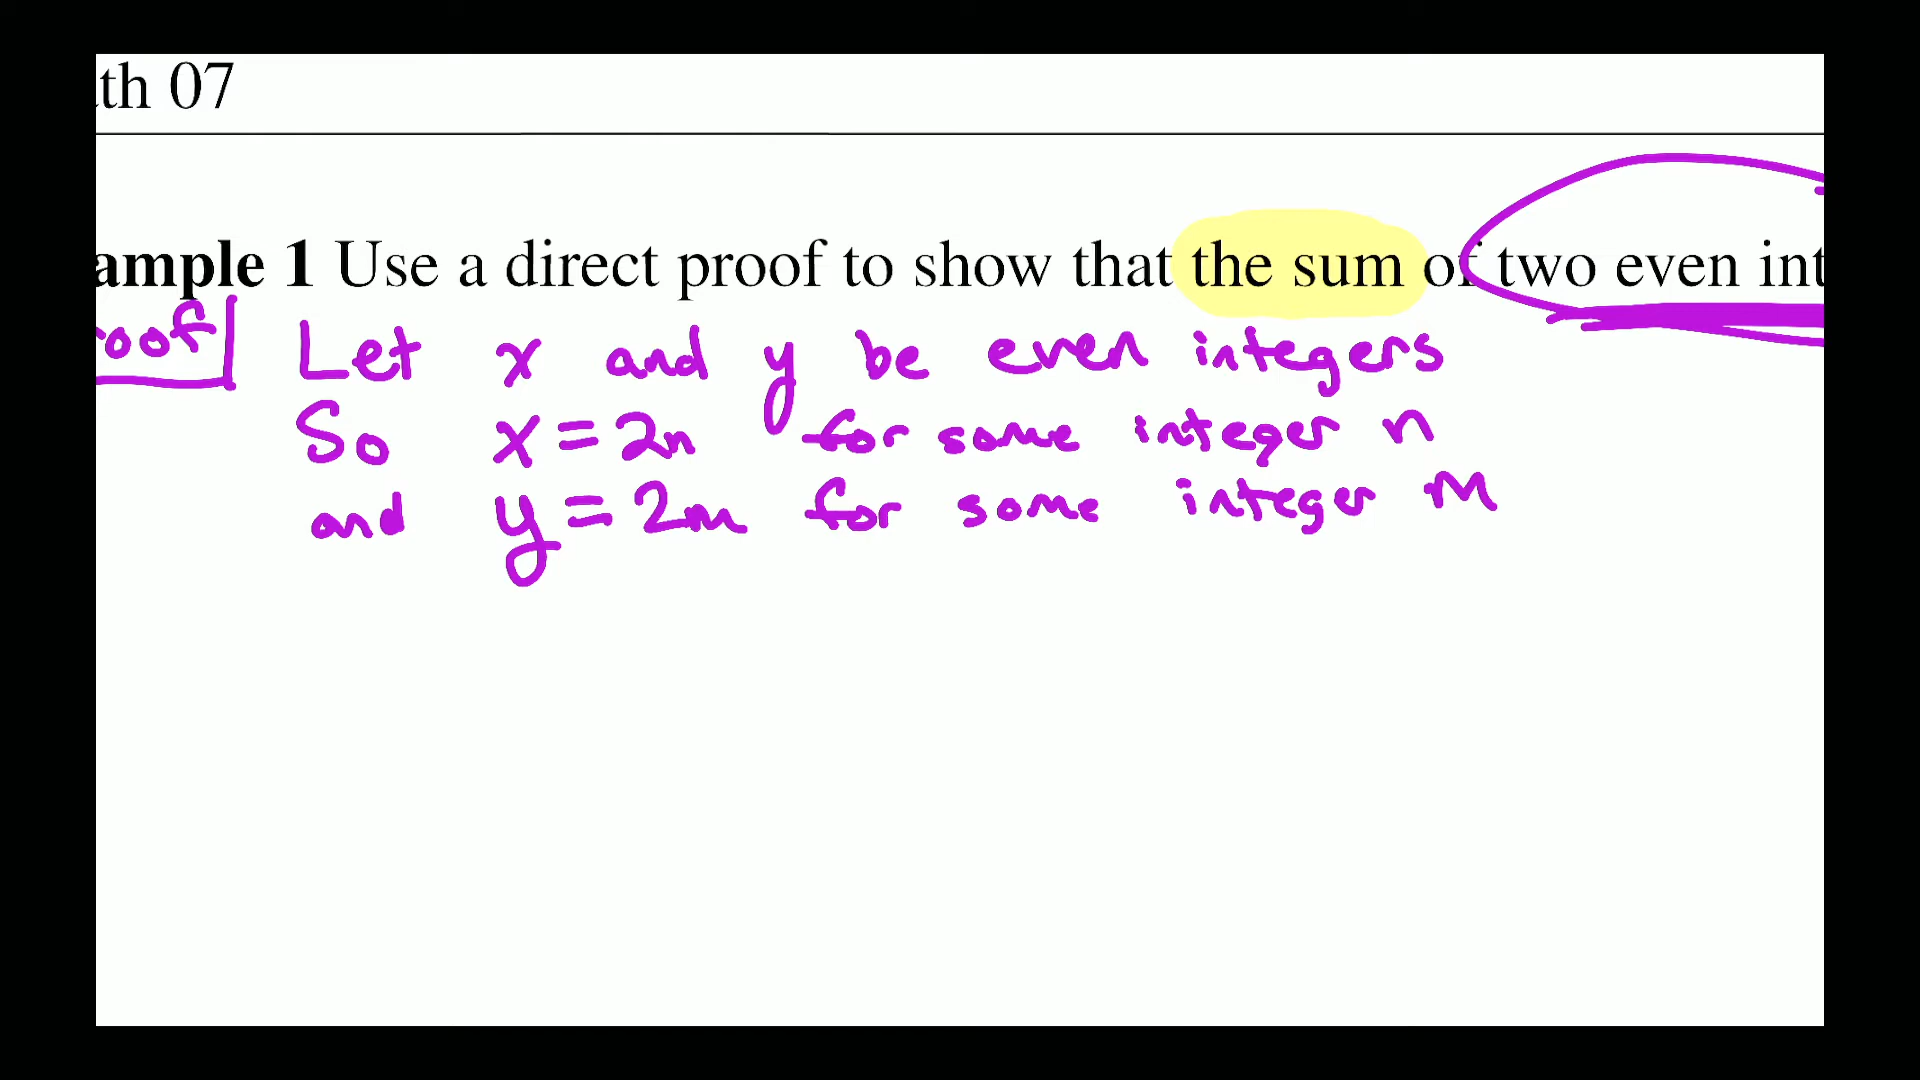 th 07
ample 1 Use a direct proof to show that the sum of two even int
roof Let x and y be even integers
So x = 2n for some integer n
and y = 2m for some integer m